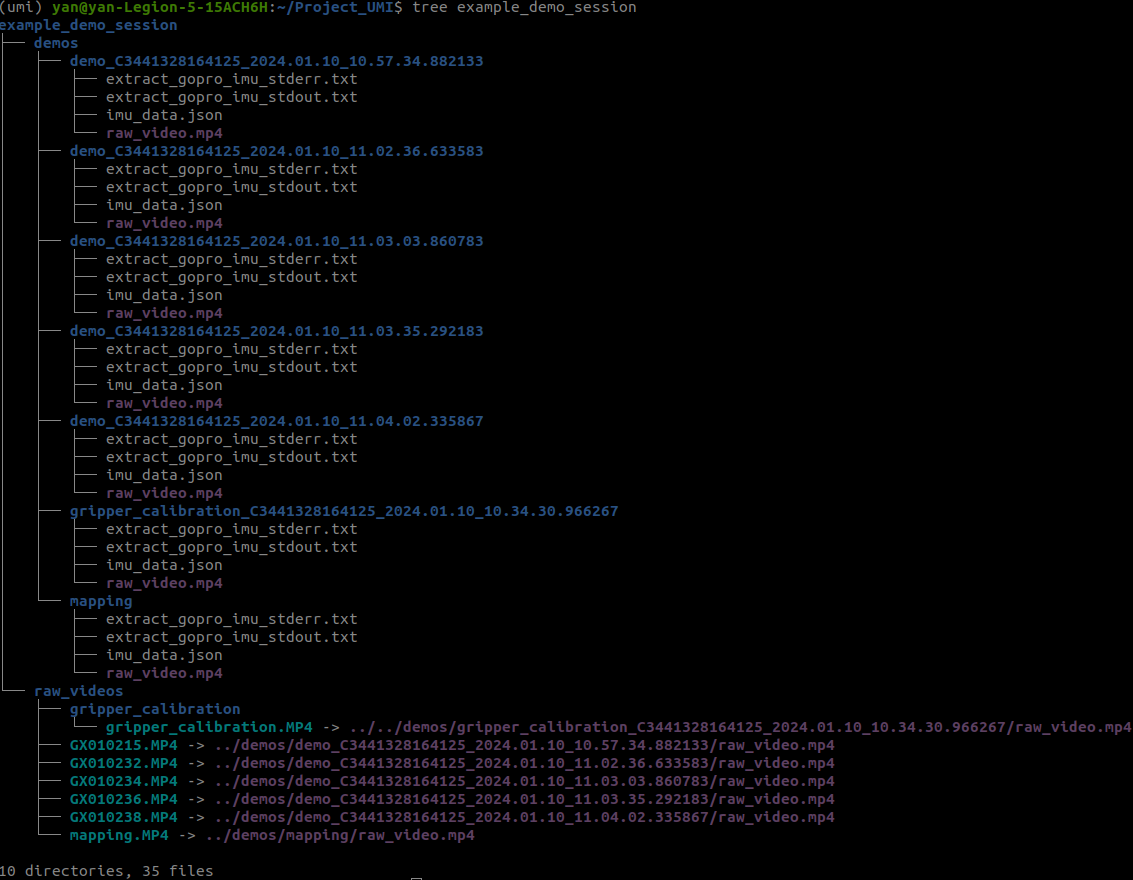 (umi) yan@yan-Legion-5-15ACH6H:~/Project_UMI$ tree example_demo_session
example_demo_session
├── demos
│   ├── demo_C3441328164125_2024.01.10_10.57.34.882133
│   │   ├── extract_gopro_imu_stderr.txt
│   │   ├── extract_gopro_imu_stdout.txt
│   │   ├── imu_data.json
│   │   └── raw_video.mp4
│   ├── demo_C3441328164125_2024.01.10_11.02.36.633583
│   │   ├── extract_gopro_imu_stderr.txt
│   │   ├── extract_gopro_imu_stdout.txt
│   │   ├── imu_data.json
│   │   └── raw_video.mp4
│   ├── demo_C3441328164125_2024.01.10_11.03.03.860783
│   │   ├── extract_gopro_imu_stderr.txt
│   │   ├── extract_gopro_imu_stdout.txt
│   │   ├── imu_data.json
│   │   └── raw_video.mp4
│   ├── demo_C3441328164125_2024.01.10_11.03.35.292183
│   │   ├── extract_gopro_imu_stderr.txt
│   │   ├── extract_gopro_imu_stdout.txt
│   │   ├── imu_data.json
│   │   └── raw_video.mp4
│   ├── demo_C3441328164125_2024.01.10_11.04.02.335867
│   │   ├── extract_gopro_imu_stderr.txt
│   │   ├── extract_gopro_imu_stdout.txt
│   │   ├── imu_data.json
│   │   └── raw_video.mp4
│   ├── gripper_calibration_C3441328164125_2024.01.10_10.34.30.966267
│   │   ├── extract_gopro_imu_stderr.txt
│   │   ├── extract_gopro_imu_stdout.txt
│   │   ├── imu_data.json
│   │   └── raw_video.mp4
│   └── mapping
│       ├── extract_gopro_imu_stderr.txt
│       ├── extract_gopro_imu_stdout.txt
│       ├── imu_data.json
│       └── raw_video.mp4
└── raw_videos
    ├── gripper_calibration
    │   └── gripper_calibration.MP4 -> ../../demos/gripper_calibration_C3441328164125_2024.01.10_10.34.30.966267/raw_video.mp4
    ├── GX010215.MP4 -> ../demos/demo_C3441328164125_2024.01.10_10.57.34.882133/raw_video.mp4
    ├── GX010232.MP4 -> ../demos/demo_C3441328164125_2024.01.10_11.02.36.633583/raw_video.mp4
    ├── GX010234.MP4 -> ../demos/demo_C3441328164125_2024.01.10_11.03.03.860783/raw_video.mp4
    ├── GX010236.MP4 -> ../demos/demo_C3441328164125_2024.01.10_11.03.35.292183/raw_video.mp4
    ├── GX010238.MP4 -> ../demos/demo_C3441328164125_2024.01.10_11.04.02.335867/raw_video.mp4
    └── mapping.MP4 -> ../demos/mapping/raw_video.mp4
10 directories, 35 files